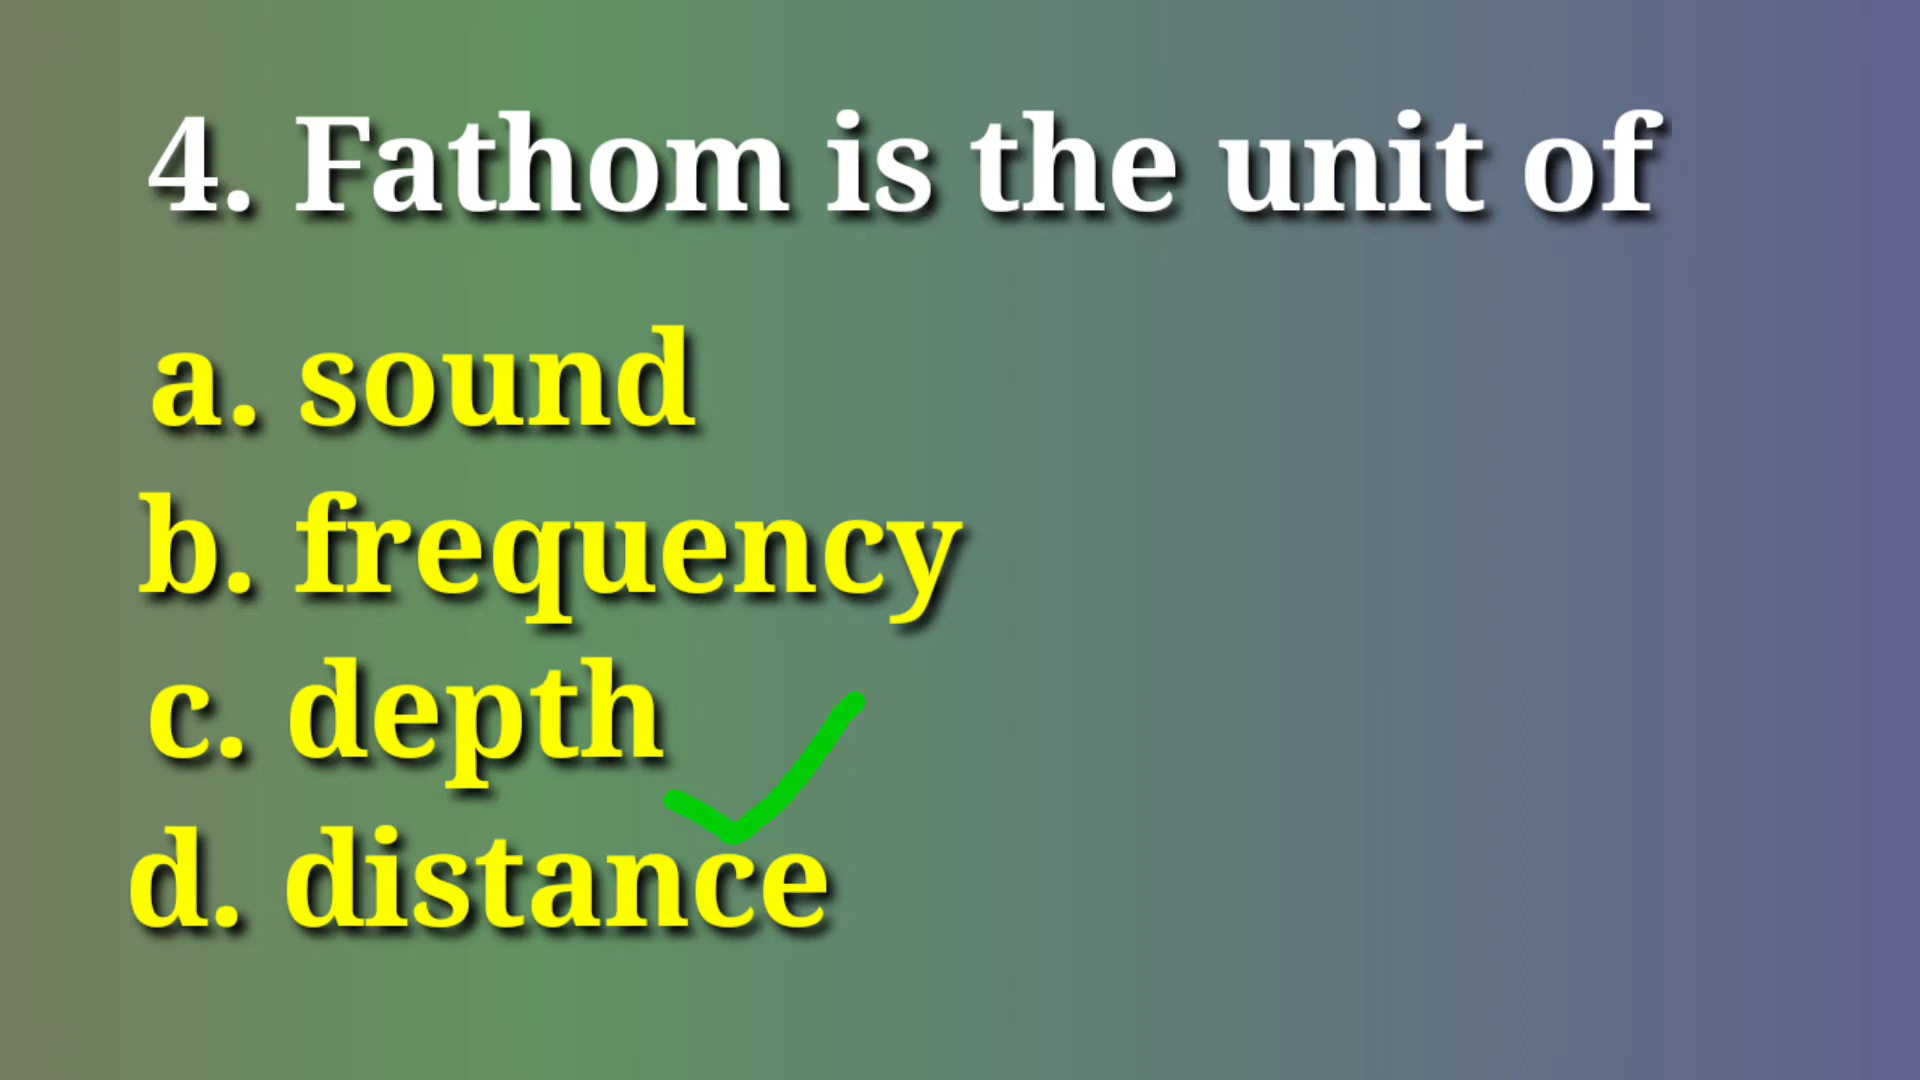 4. Fathom is the unit of
a. sound
b. frequency
c. depth
d. distance